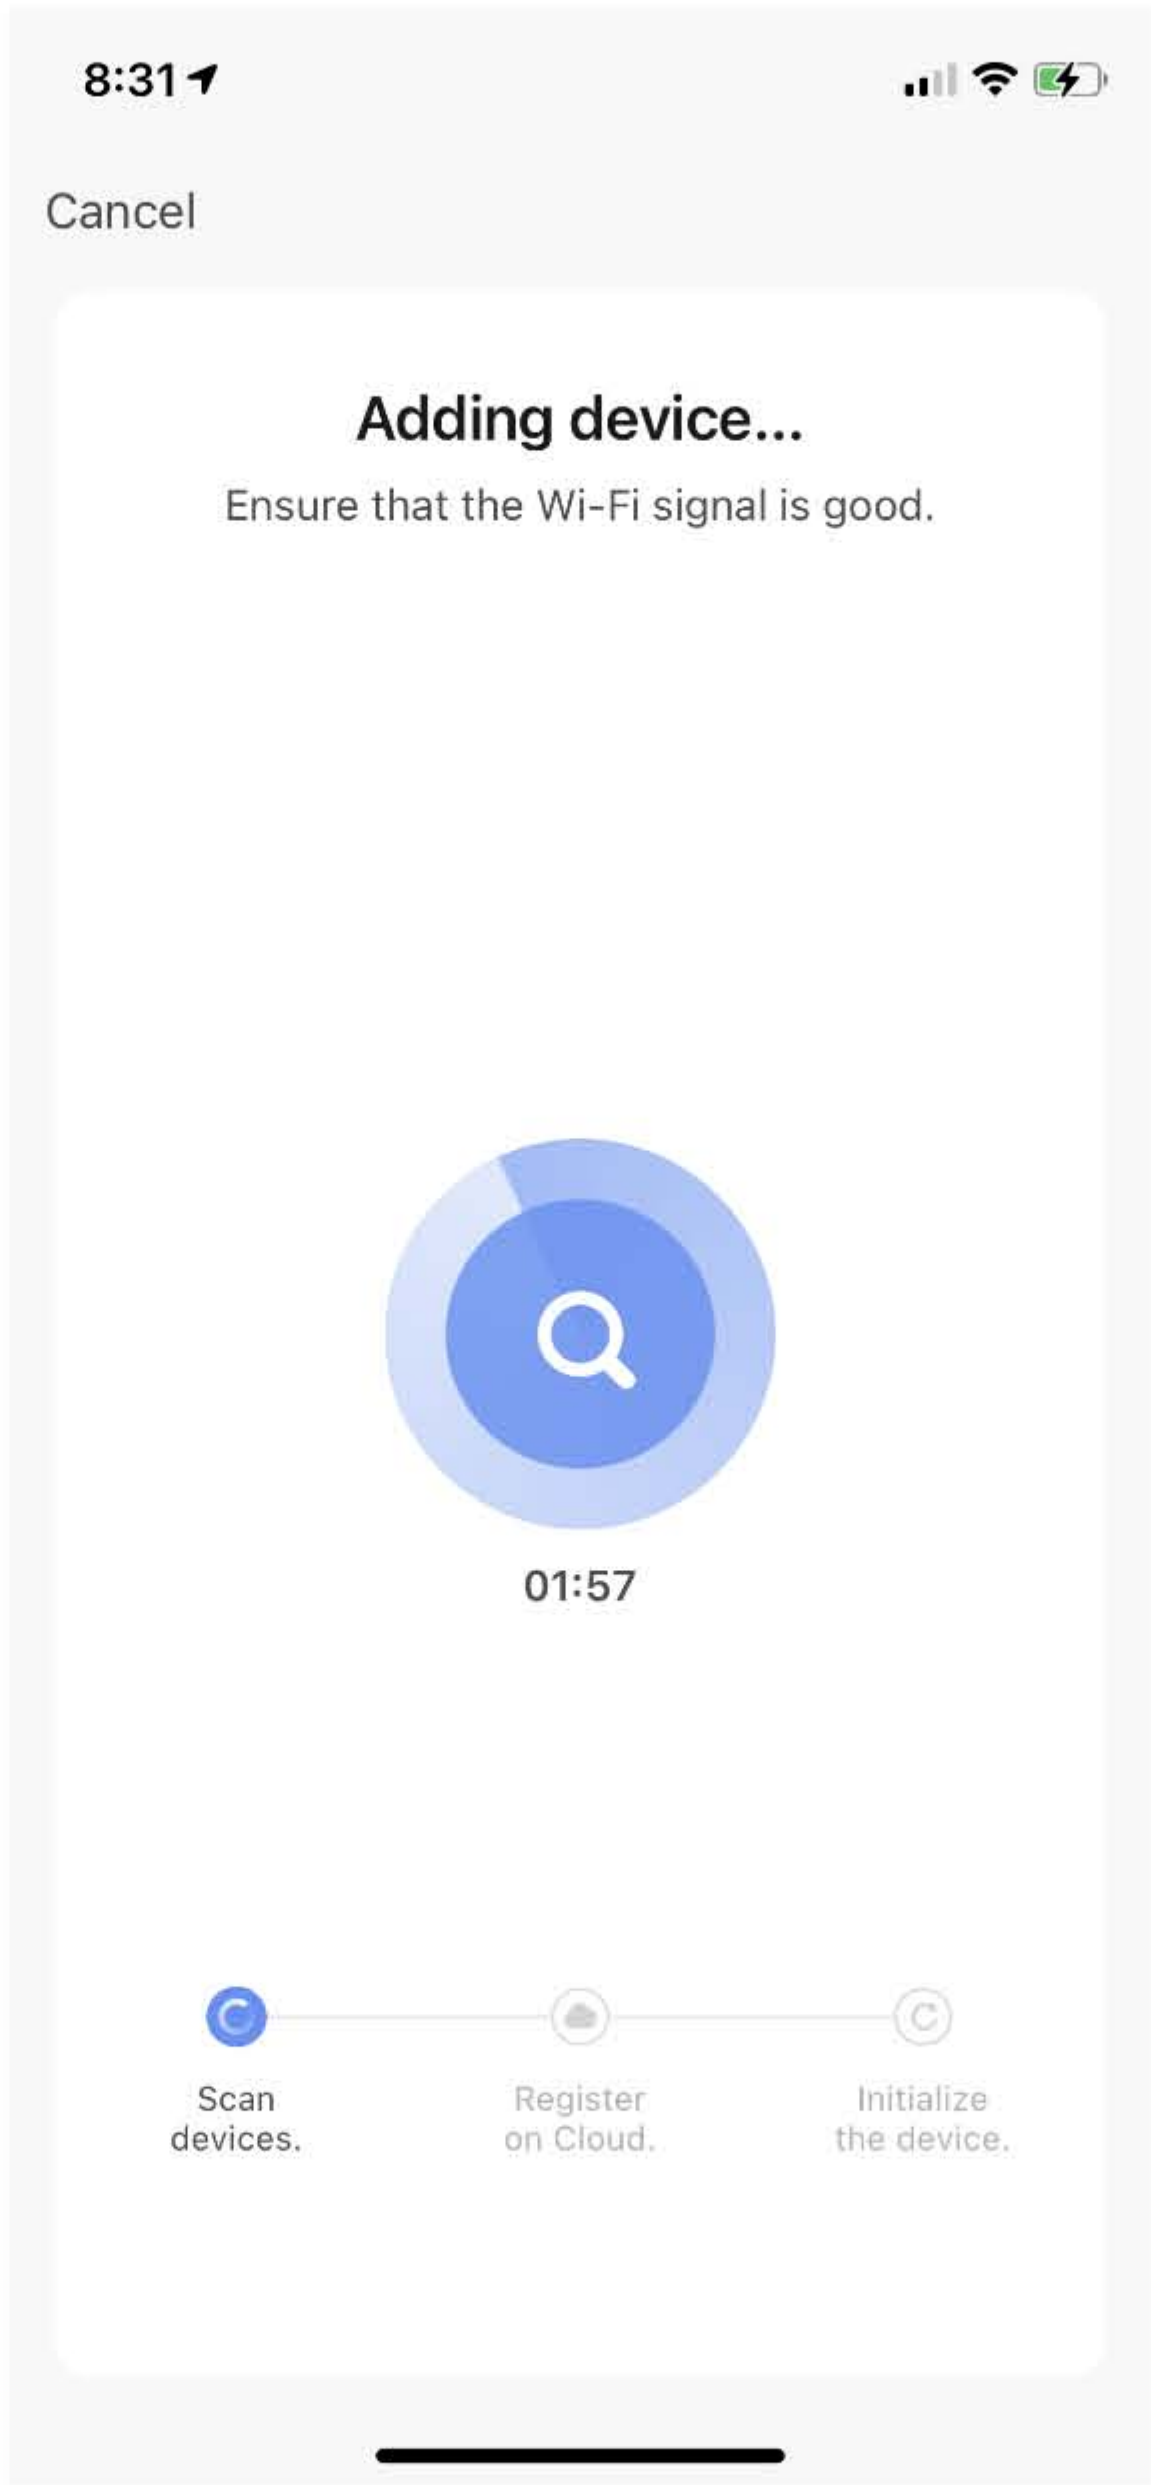 8:31
Cancel
Adding device...
Ensure that the Wi-Fi signal is good.
01:57
Scan
devices.
Register
on Cloud.
Initialize
the device.